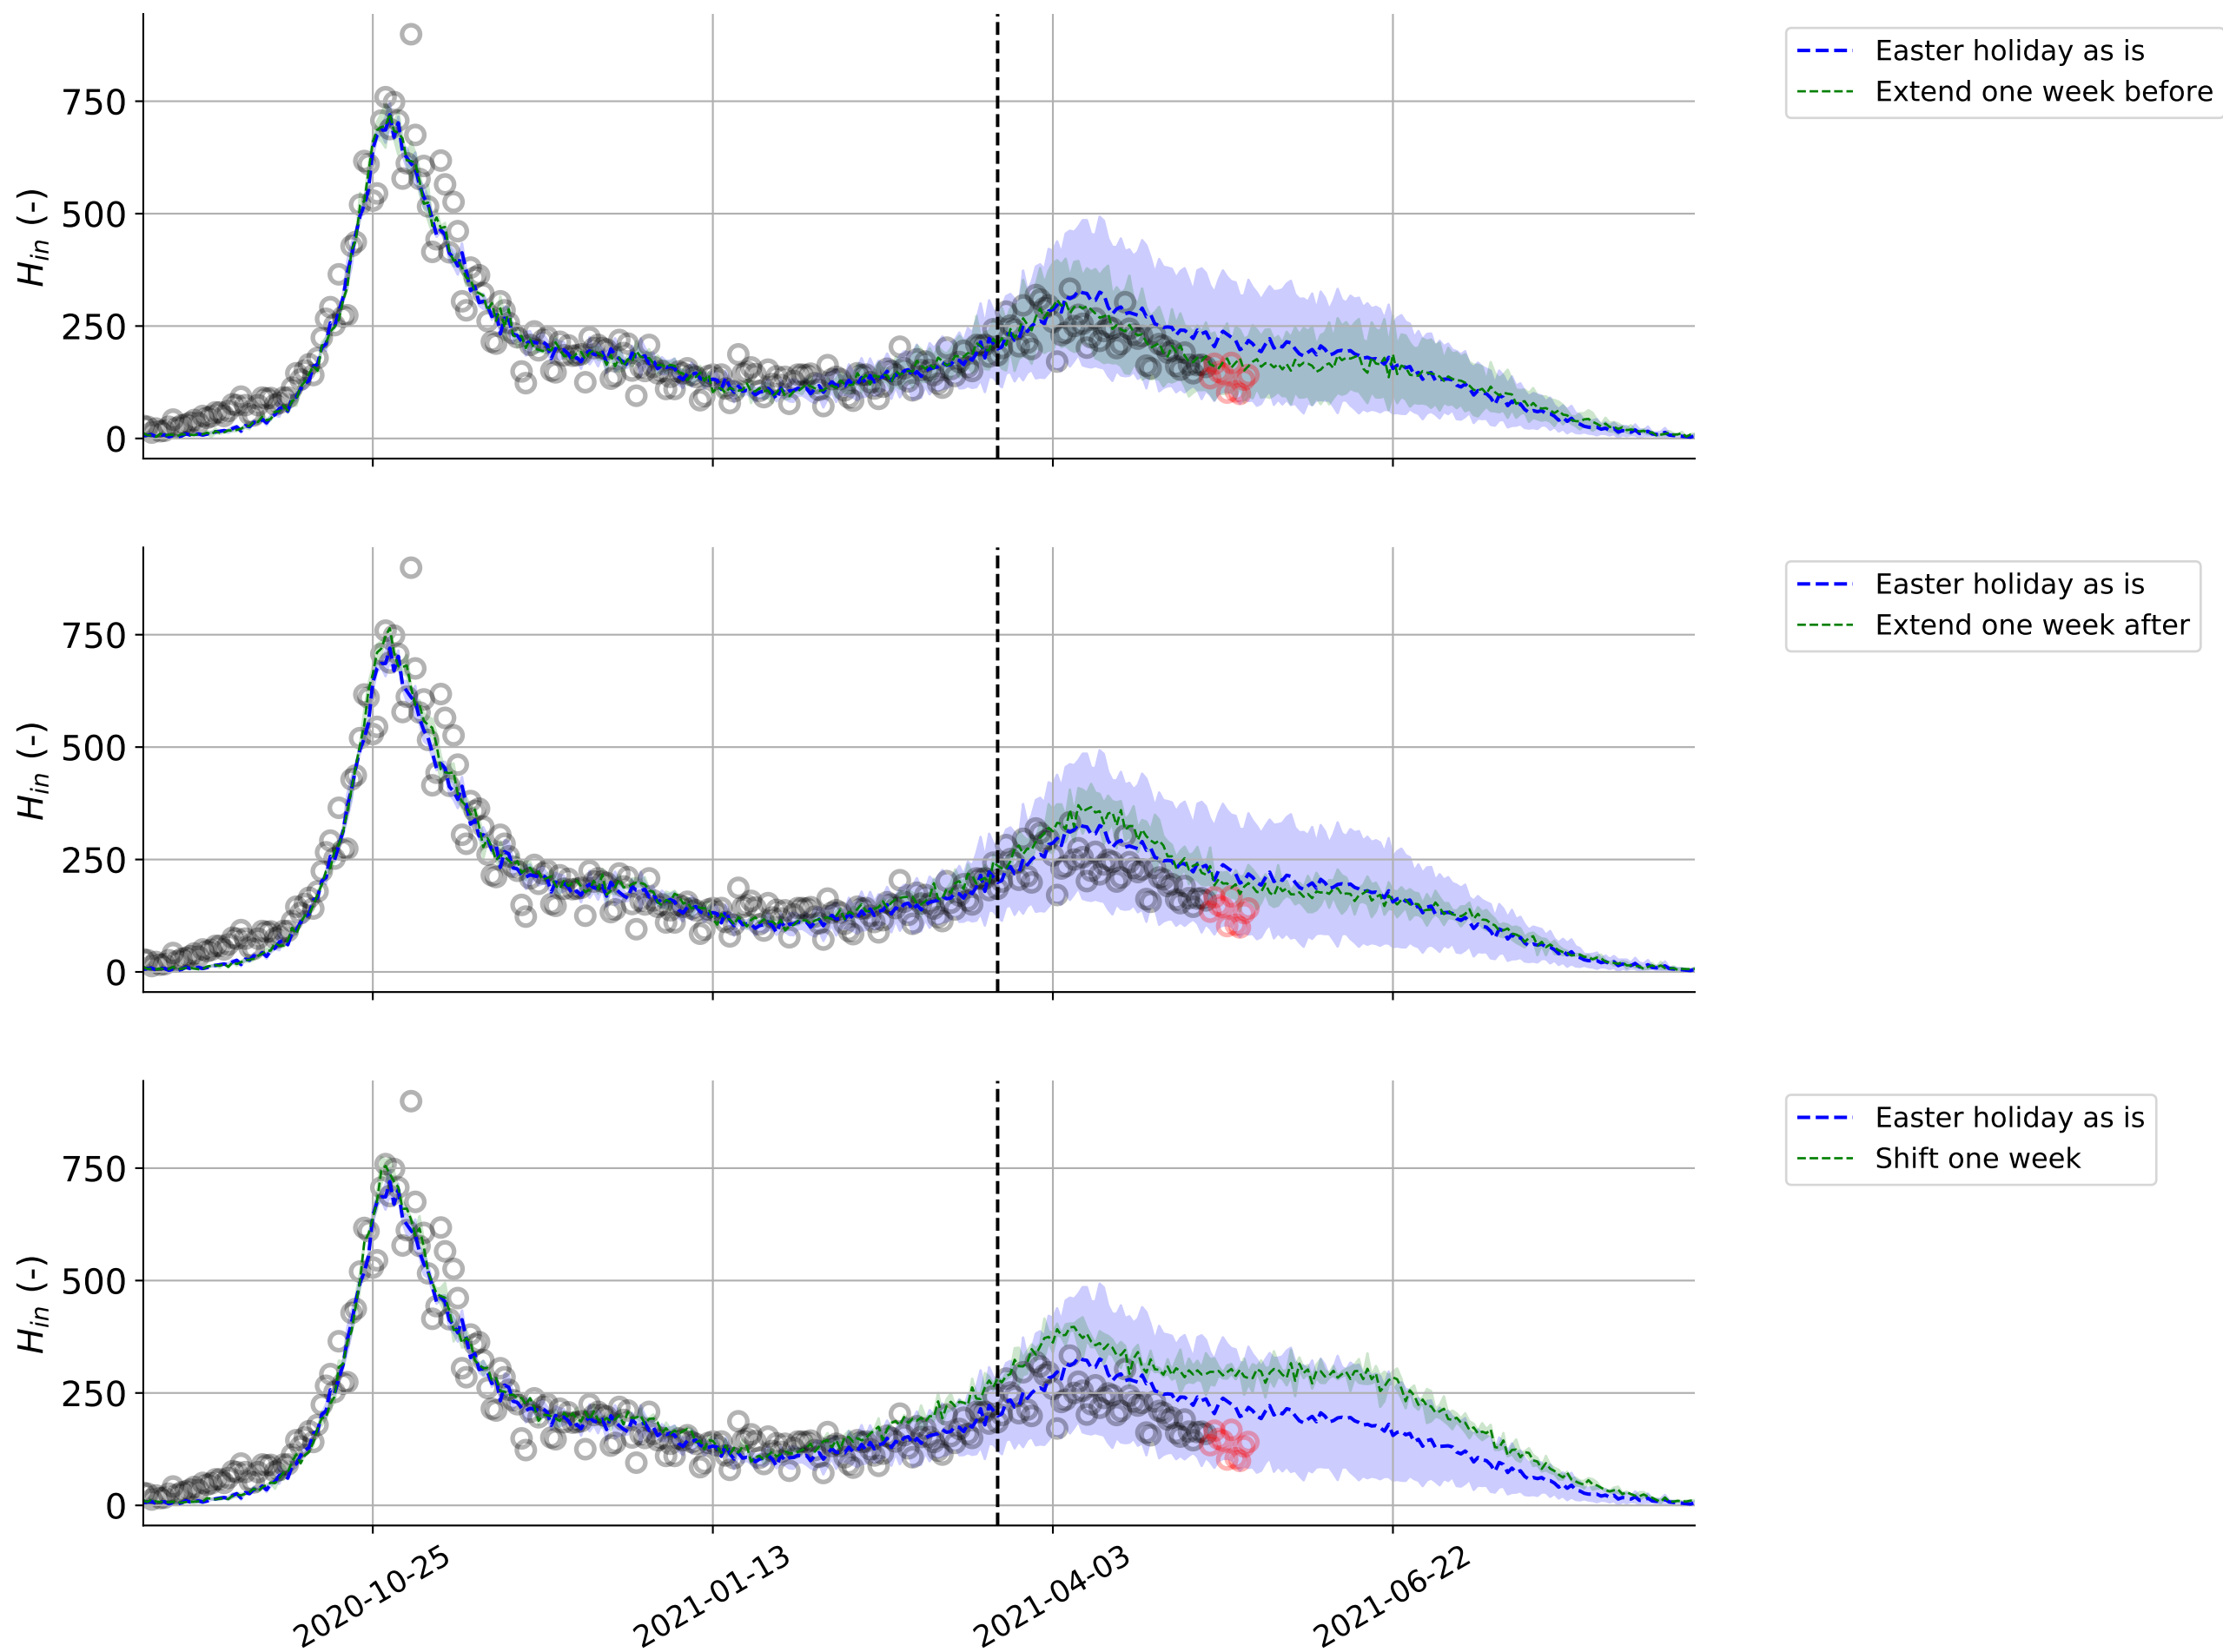 750
500
250
0
H_in (-)
Easter holiday as is
Extend one week before
750
500
250
0
H_in (-)
Easter holiday as is
Extend one week after
750
500
250
0
H_in (-)
Easter holiday as is
Shift one week
2020-10-25
2021-01-13
2021-04-03
2021-06-22